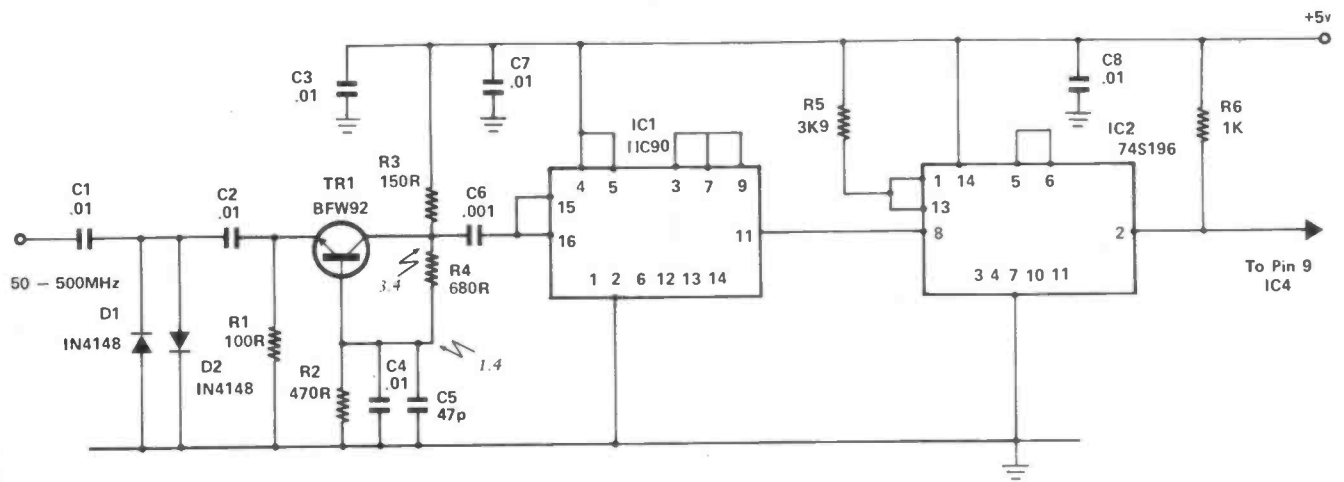 +5v
C3
.01
C7
.01
C8
.01
R5
3K9
R6
1K
IC1
11C90
IC2
74S196
R3
150R
C1
.01
C2
.01
TR1
BFW92
C6
.001
4 5 3 7 9
15
16
11
1 2 6 12 13 14
1 14 5 6
13
8
2
3 4 7 10 11
50 – 500MHz
To Pin 9
IC4
3.4
R4
680R
D1
IN4148
D2
IN4148
R1
100R
R2
470R
C4
.01
C5
47p
1.4